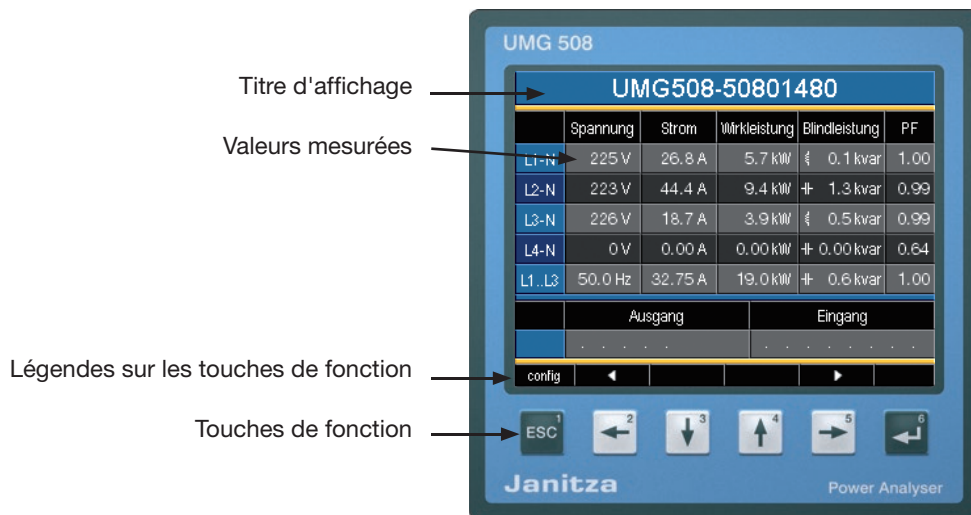 UMG 508
Titre d'affichage
UMG508-50801480
Spannung Strom Wirkleistung Blindleistung PF
Valeurs mesurées
L1-N 225 V 26.8 A 5.7 kW 0.1 kvar 1.00
L2-N 223 V 44.4 A 9.4 kW 1.3 kvar 0.99
L3-N 226 V 18.7 A 3.9 kW 0.5 kvar 0.99
L4-N 0 V 0.00 A 0.00 kW 0.00 kvar 0.64
L1..L3 50.0 Hz 32.75 A 19.0 kW 0.6 kvar 1.00
Ausgang Eingang
Légendes sur les touches de fonction
config
Touches de fonction
ESC 1 2 3 4 5 6
Janitza Power Analyser